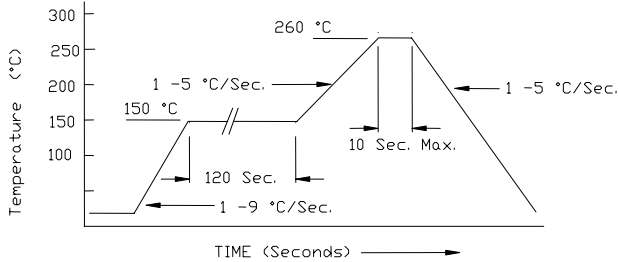 300
260 °C
250
200
1 -5 °C/Sec.
1 -5 °C/Sec.
150 °C
150
10 Sec. Max.
100
120 Sec.
1 -9 °C/Sec.
Temperature (°C)
TIME (Seconds)